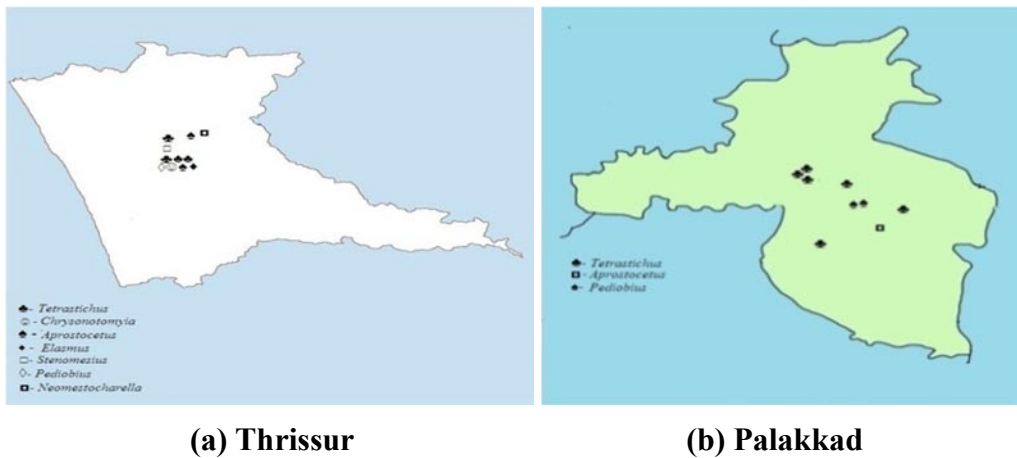 - Tetrastichus
- Chrysonotomyia
- Aprostocetus
- Elasmus
- Stenomesius
- Pediobius
- Neomestocharella
- Tetrastichus
- Aprostocetus
- Pediobius
(a) Thrissur
(b) Palakkad